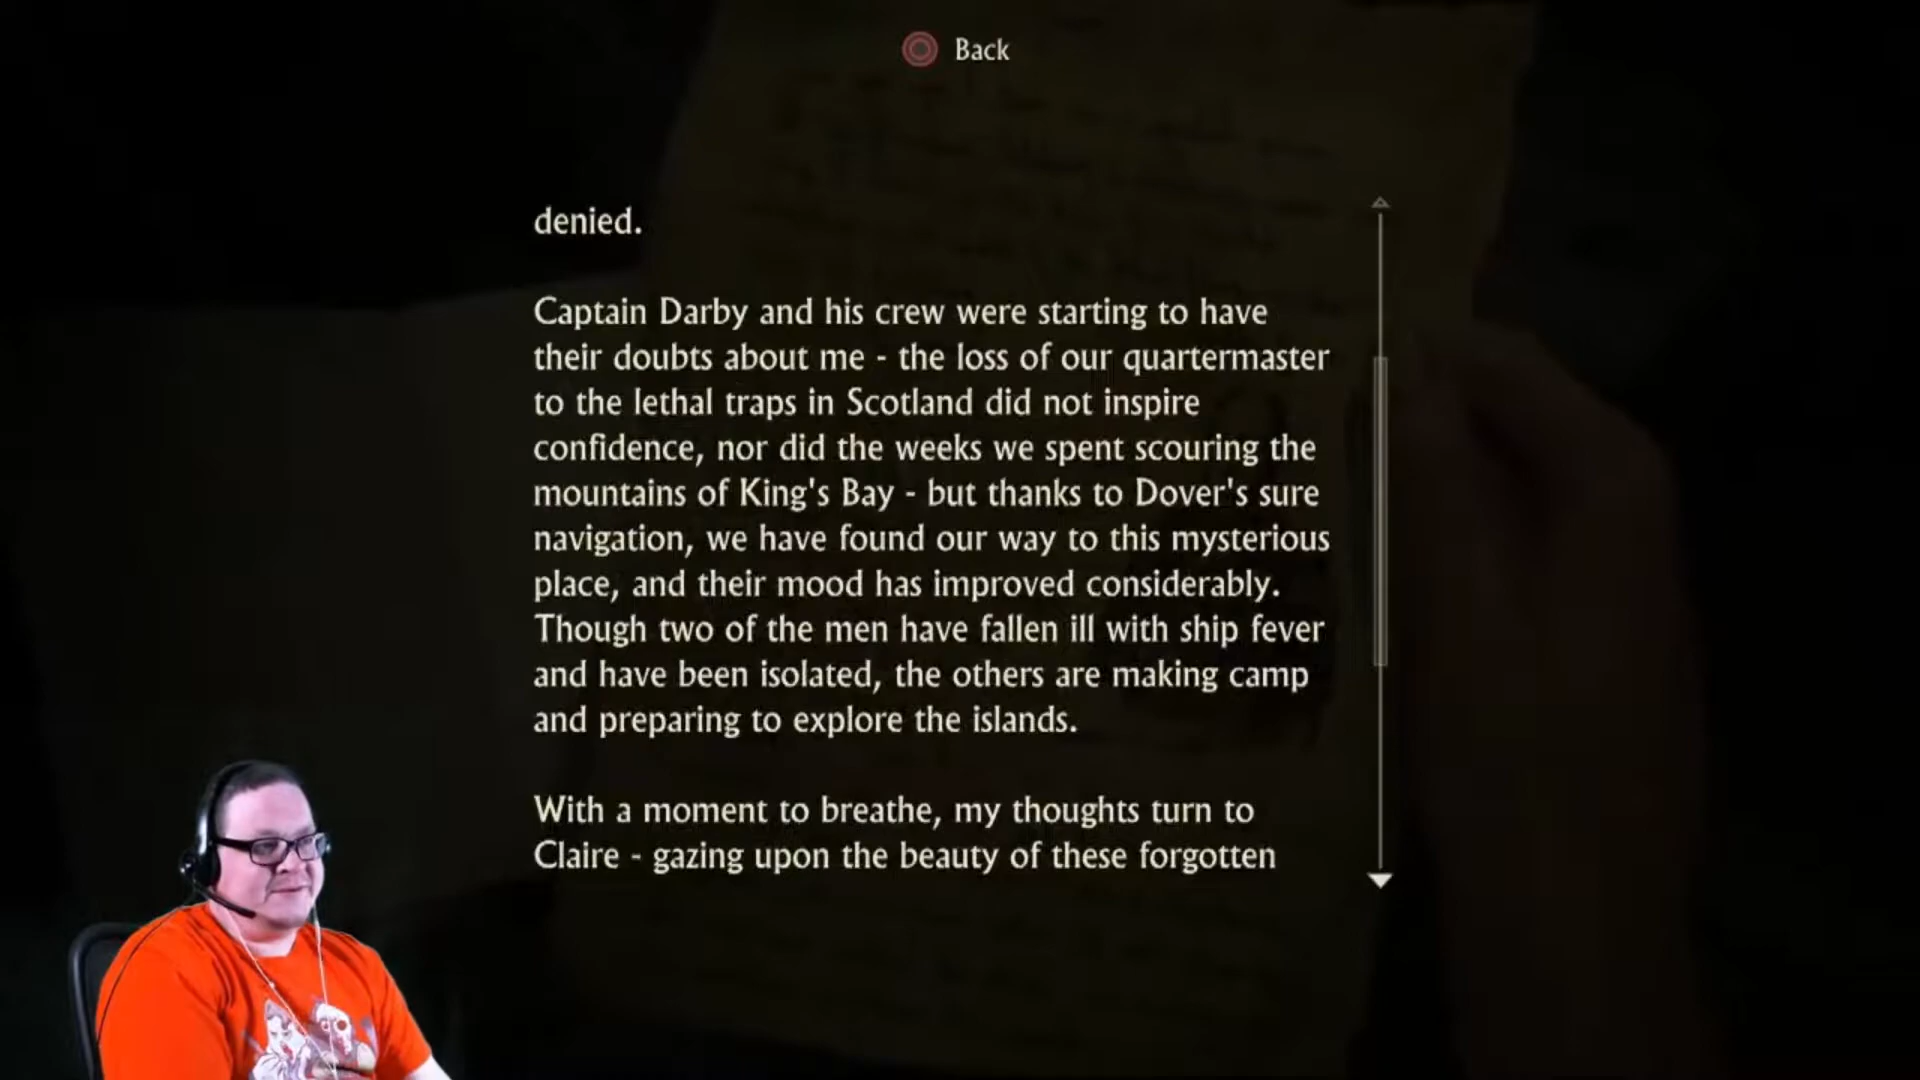 Back
denied.
Captain Darby and his crew were starting to have
their doubts about me - the loss of our quartermaster
to the lethal traps in Scotland did not inspire
confidence, nor did the weeks we spent scouring the
mountains of King's Bay - but thanks to Dover's sure
navigation, we have found our way to this mysterious
place, and their mood has improved considerably.
Though two of the men have fallen ill with ship fever
and have been isolated, the others are making camp
and preparing to explore the islands.
With a moment to breathe, my thoughts turn to
Claire - gazing upon the beauty of these forgotten